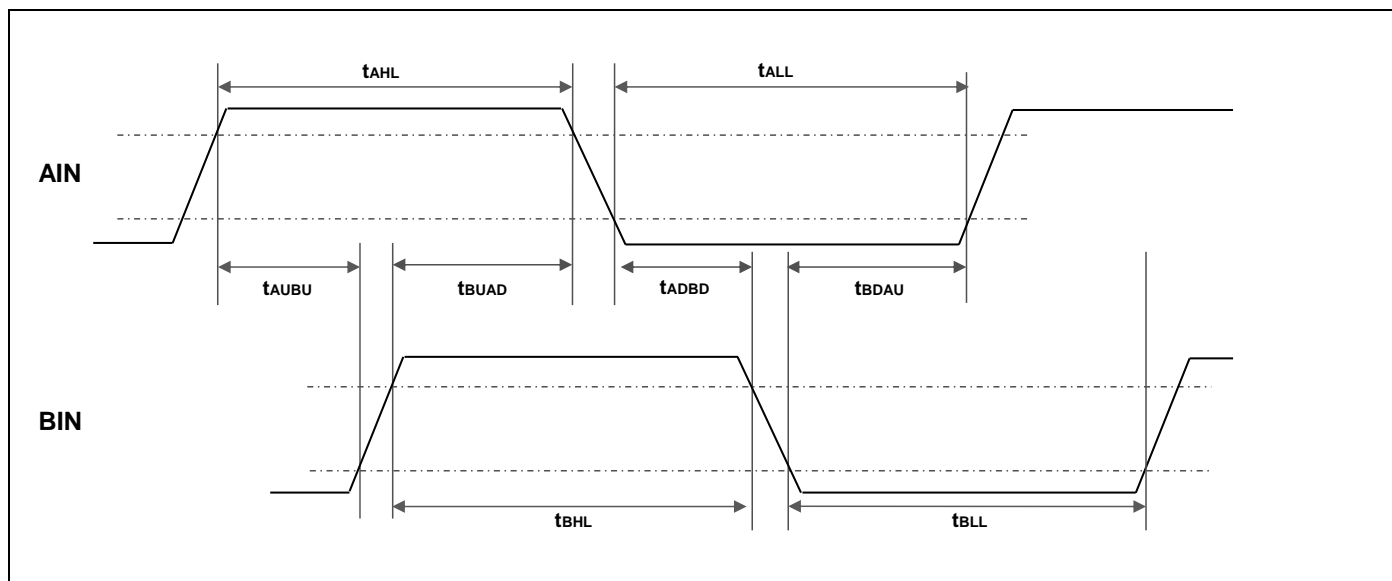 tAHL tALL
AIN
tAUBU tBUAD tADBD tBDAU
BIN
tBHL tBLL